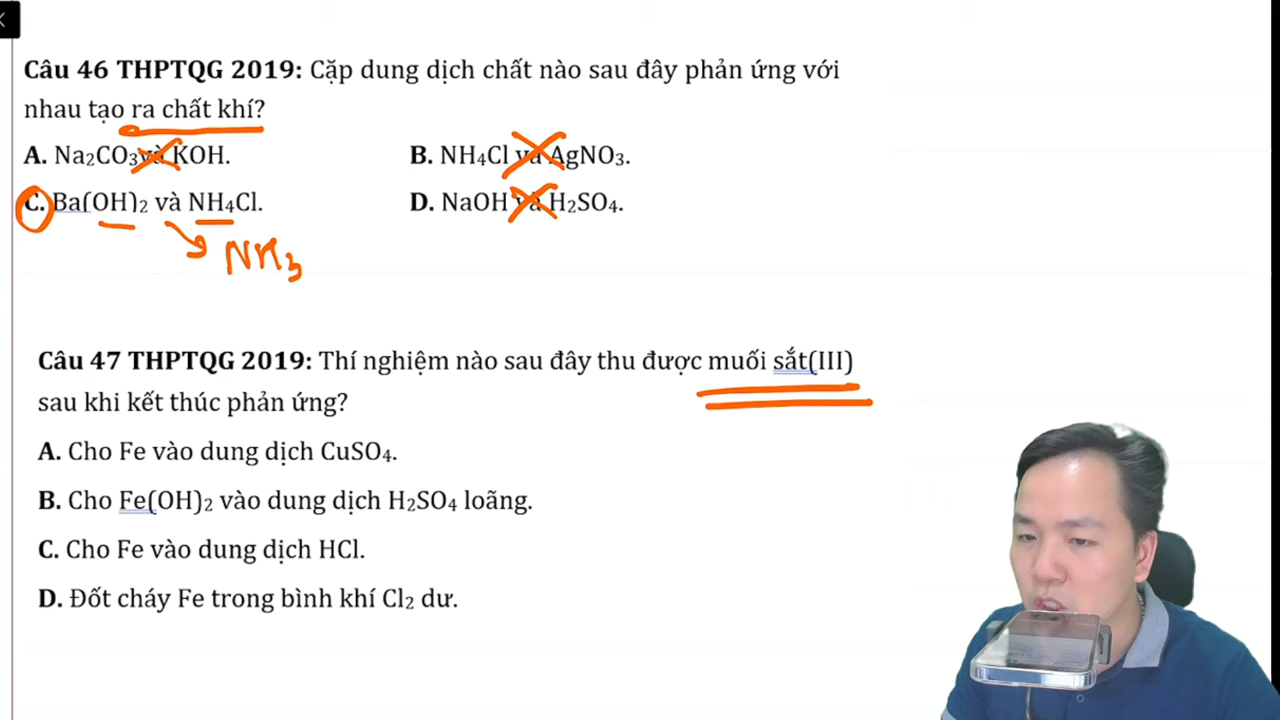 Câu 46 THPTQG 2019: Cặp dung dịch chất nào sau đây phản ứng với
nhau tạo ra chất khí?
A. Na₂CO₃ và KOH. B. NH₄Cl và AgNO₃.
C. Ba(OH)₂ và NH₄Cl. D. NaOH và H₂SO₄.
NH₃
Câu 47 THPTQG 2019: Thí nghiệm nào sau đây thu được muối sắt(III)
sau khi kết thúc phản ứng?
A. Cho Fe vào dung dịch CuSO₄.
B. Cho Fe(OH)₂ vào dung dịch H₂SO₄ loãng.
C. Cho Fe vào dung dịch HCl.
D. Đốt cháy Fe trong bình khí Cl₂ dư.